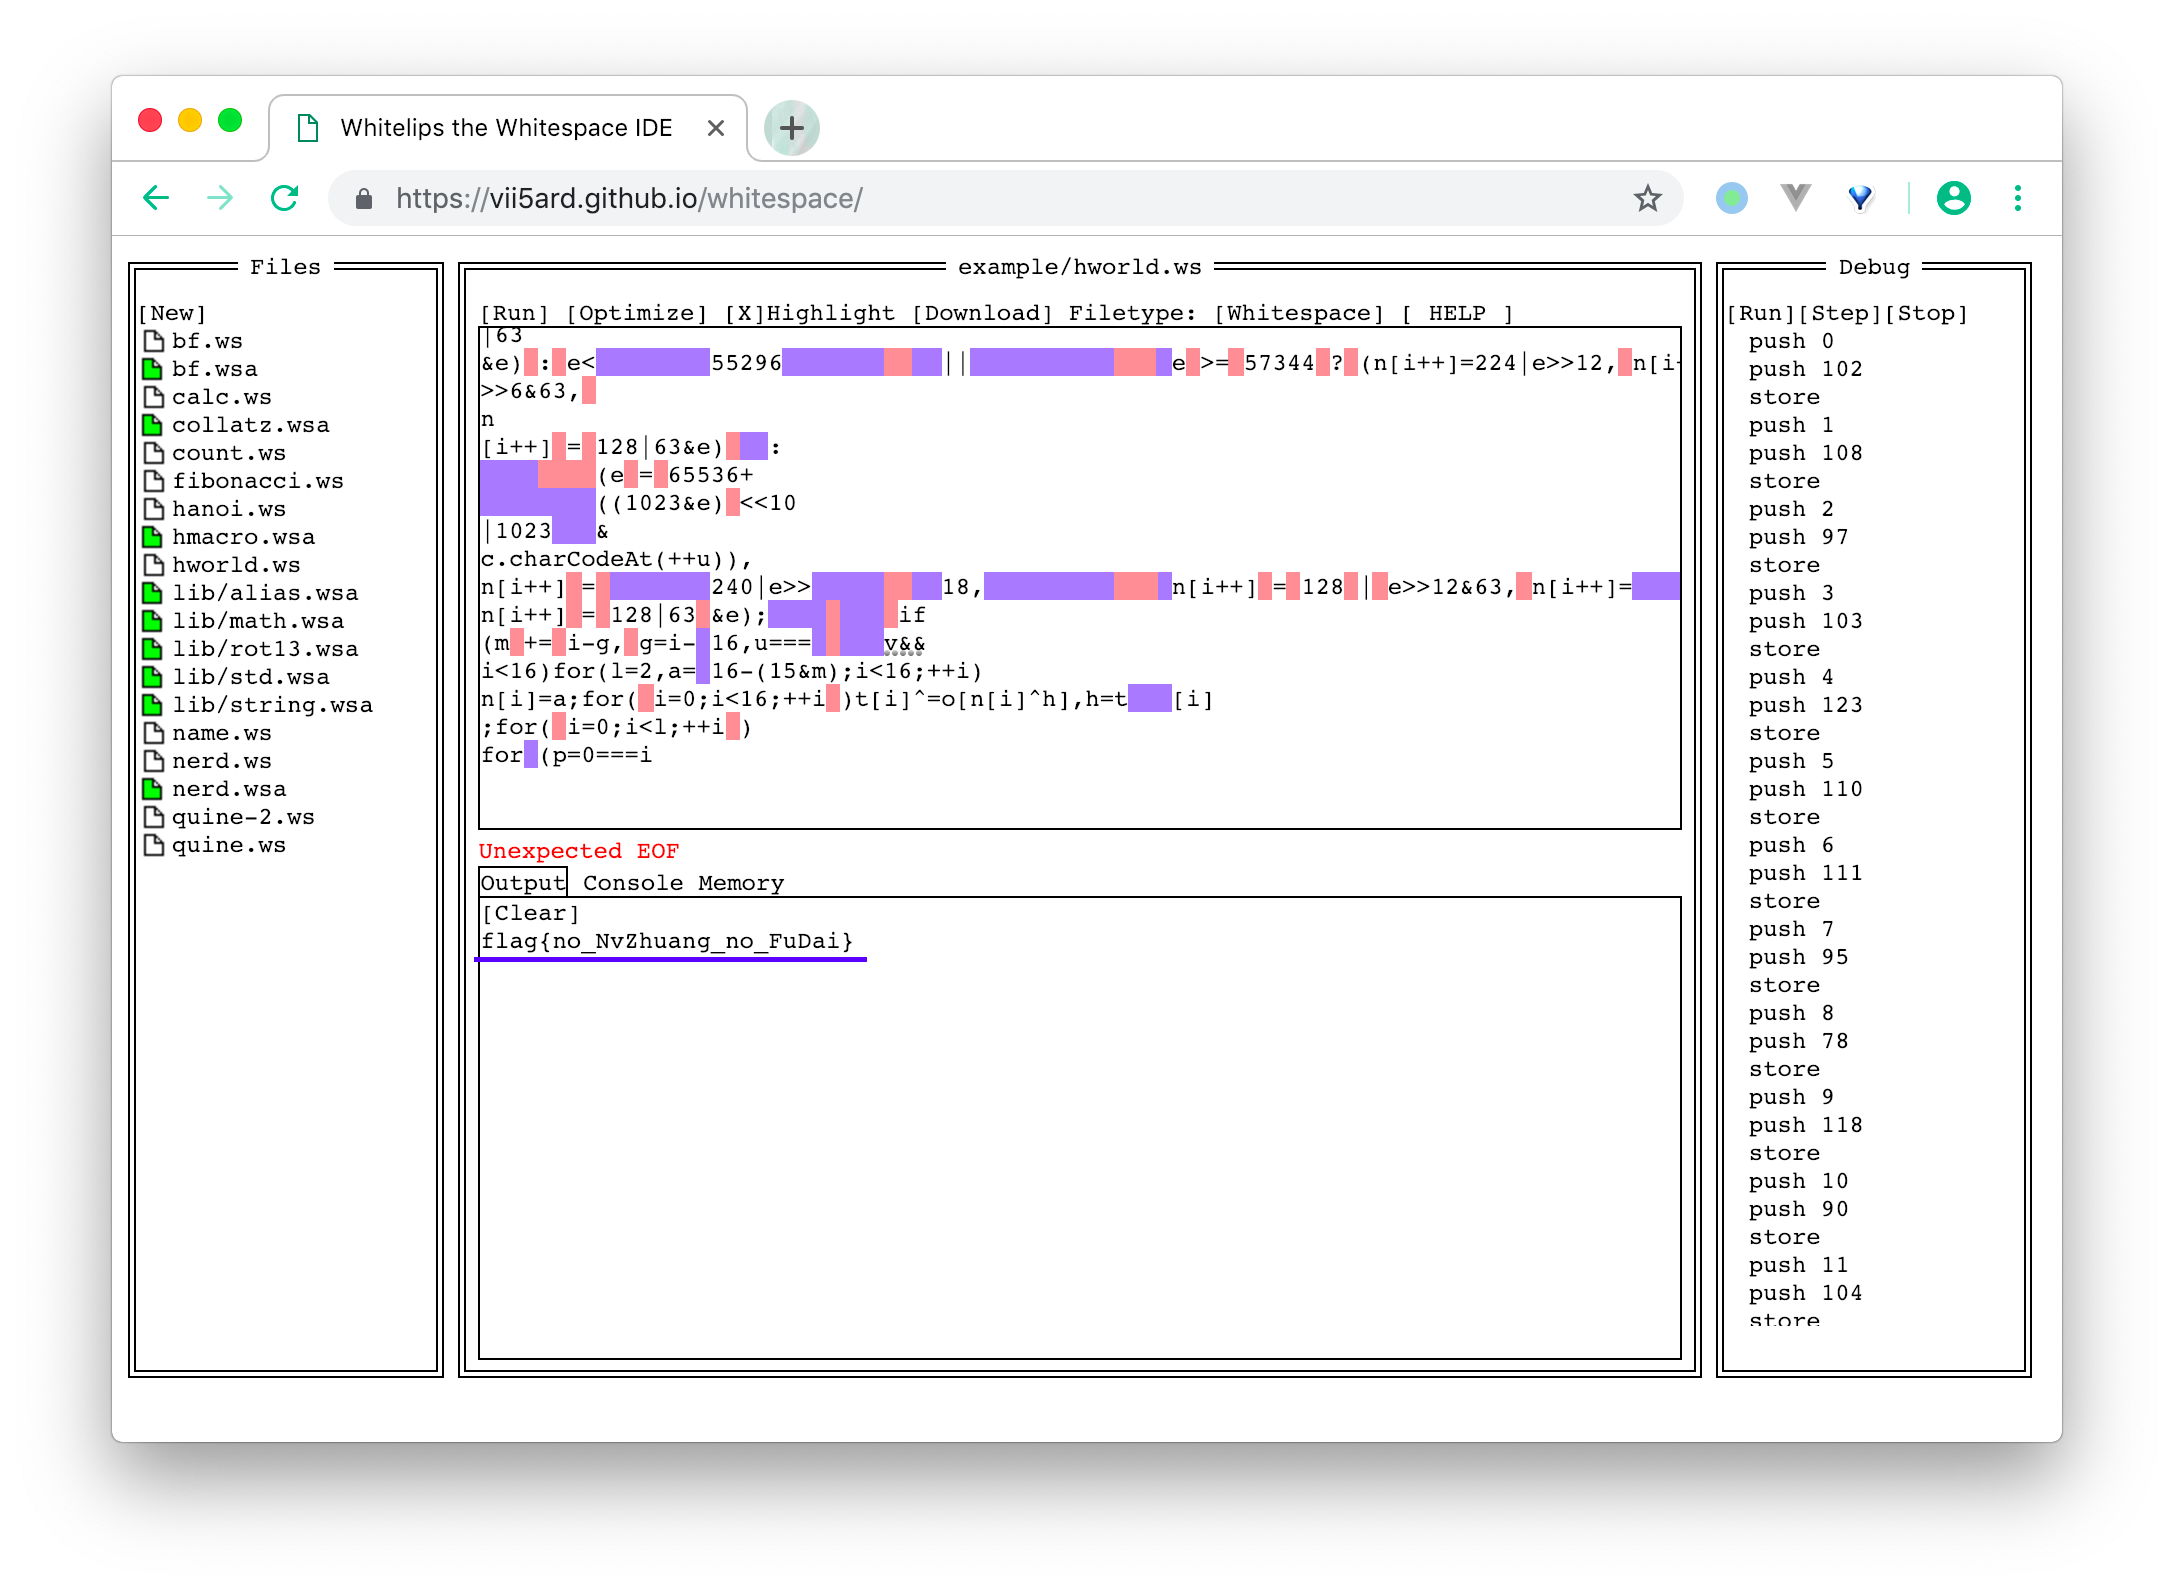 Whitelips the Whitespace IDE
https://vii5ard.github.io/whitespace/
Files
[New]
bf.ws
bf.wsa
calc.ws
collatz.wsa
count.ws
fibonacci.ws
hanoi.ws
hmacro.wsa
hworld.ws
lib/alias.wsa
lib/math.wsa
lib/rot13.wsa
lib/std.wsa
lib/string.wsa
name.ws
nerd.ws
nerd.wsa
quine-2.ws
quine.ws
example/hworld.ws
[Run] [Optimize] [X]Highlight [Download] Filetype: [Whitespace] [ HELP ]
|63
&e) : e< 55296 || e >= 57344 ? (n[i++]=224|e>>12, n[i+
>>6&63,
n
[i++] = 128|63&e) :
(e = 65536+
((1023&e) <<10
|1023 &
c.charCodeAt(++u)),
n[i++] = 240|e>> 18, n[i++] = 128 | e>>12&63, n[i++]=
n[i++] = 128|63 &e); if
(m += i-g, g=i- 16,u=== v&&
i<16)for(l=2,a= 16-(15&m);i<16;++i)
n[i]=a;for( i=0;i<16;++i )t[i]^=o[n[i]^h],h=t [i]
;for( i=0;i<l;++i )
for (p=0===i
Unexpected EOF
Output Console Memory
[Clear]
flag{no_NvZhuang_no_FuDai}
Debug
[Run][Step][Stop]
push 0
push 102
store
push 1
push 108
store
push 2
push 97
store
push 3
push 103
store
push 4
push 123
store
push 5
push 110
store
push 6
push 111
store
push 7
push 95
store
push 8
push 78
store
push 9
push 118
store
push 10
push 90
store
push 11
push 104
store